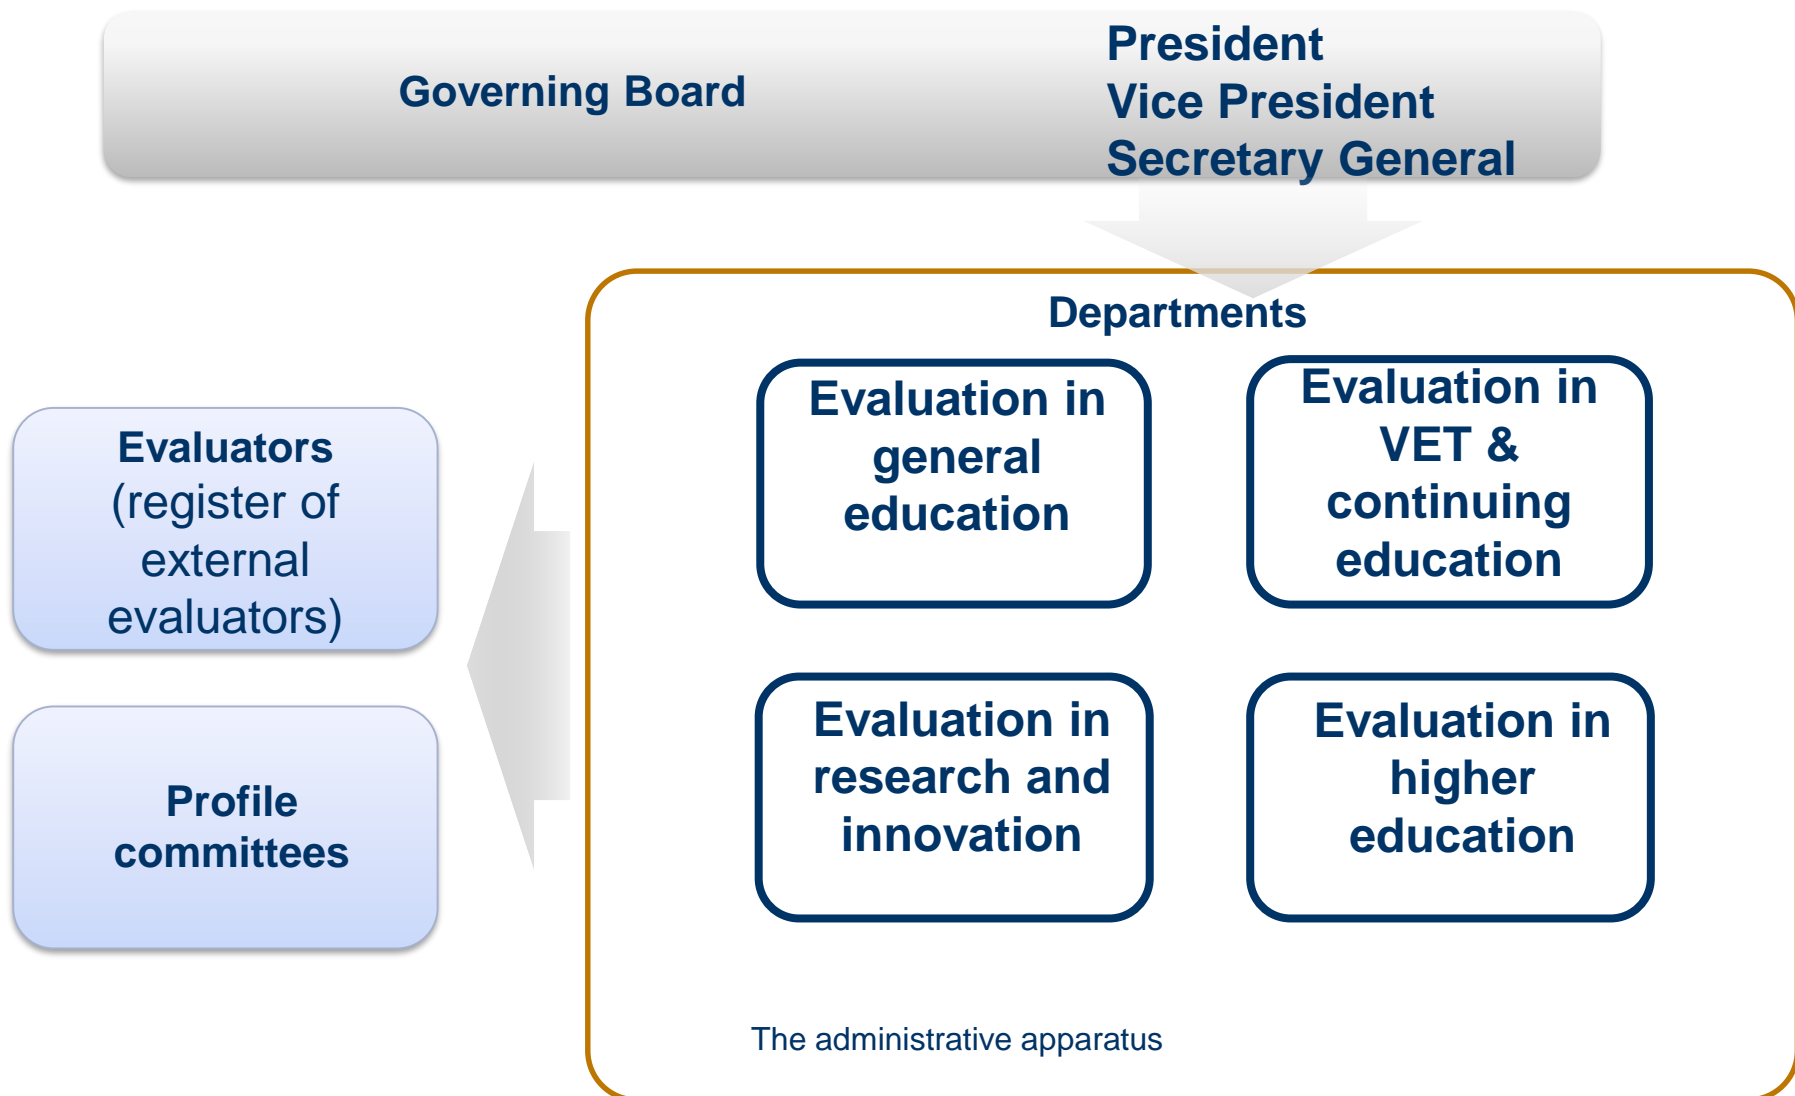 Governing Board
President
Vice President
Secretary General
Departments
Evaluation in
general
education
Evaluation in
VET &
continuing
education
Evaluators
(register of
external
evaluators)
Evaluation in
research and
innovation
Evaluation in
higher
education
Profile
committees
The administrative apparatus